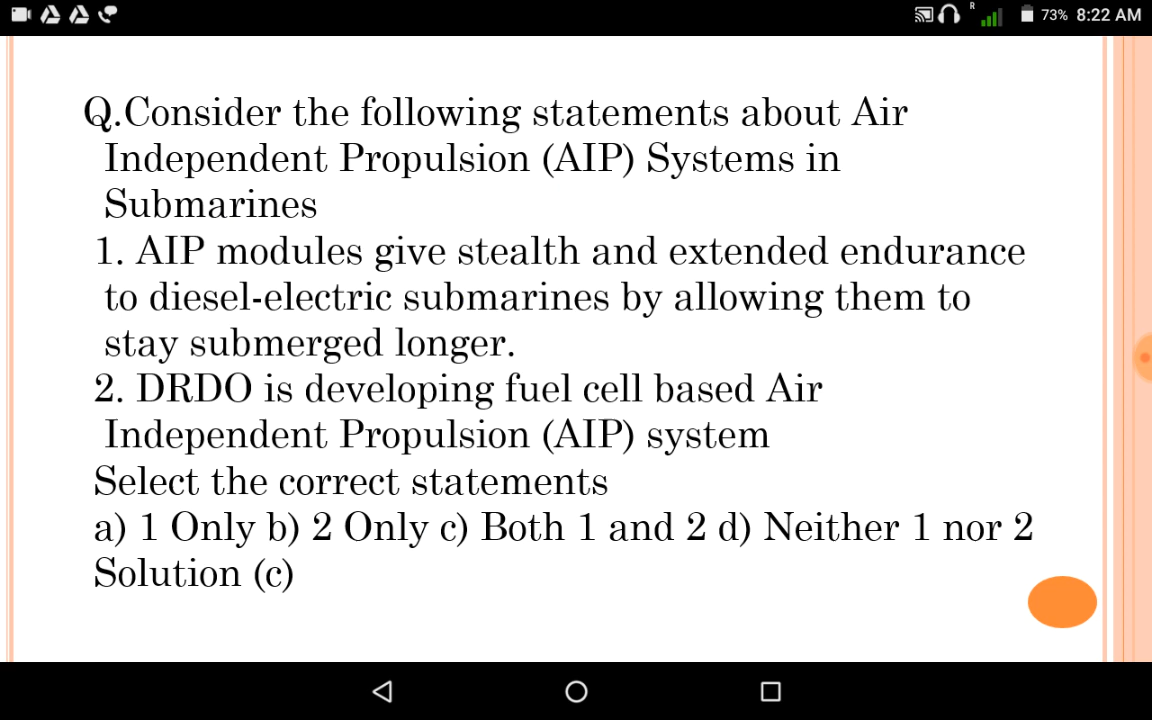 R 73% 8:22 AM
Q.Consider the following statements about Air
Independent Propulsion (AIP) Systems in
Submarines
1. AIP modules give stealth and extended endurance
to diesel-electric submarines by allowing them to
stay submerged longer.
2. DRDO is developing fuel cell based Air
Independent Propulsion (AIP) system
Select the correct statements
a) 1 Only b) 2 Only c) Both 1 and 2 d) Neither 1 nor 2
Solution (c)